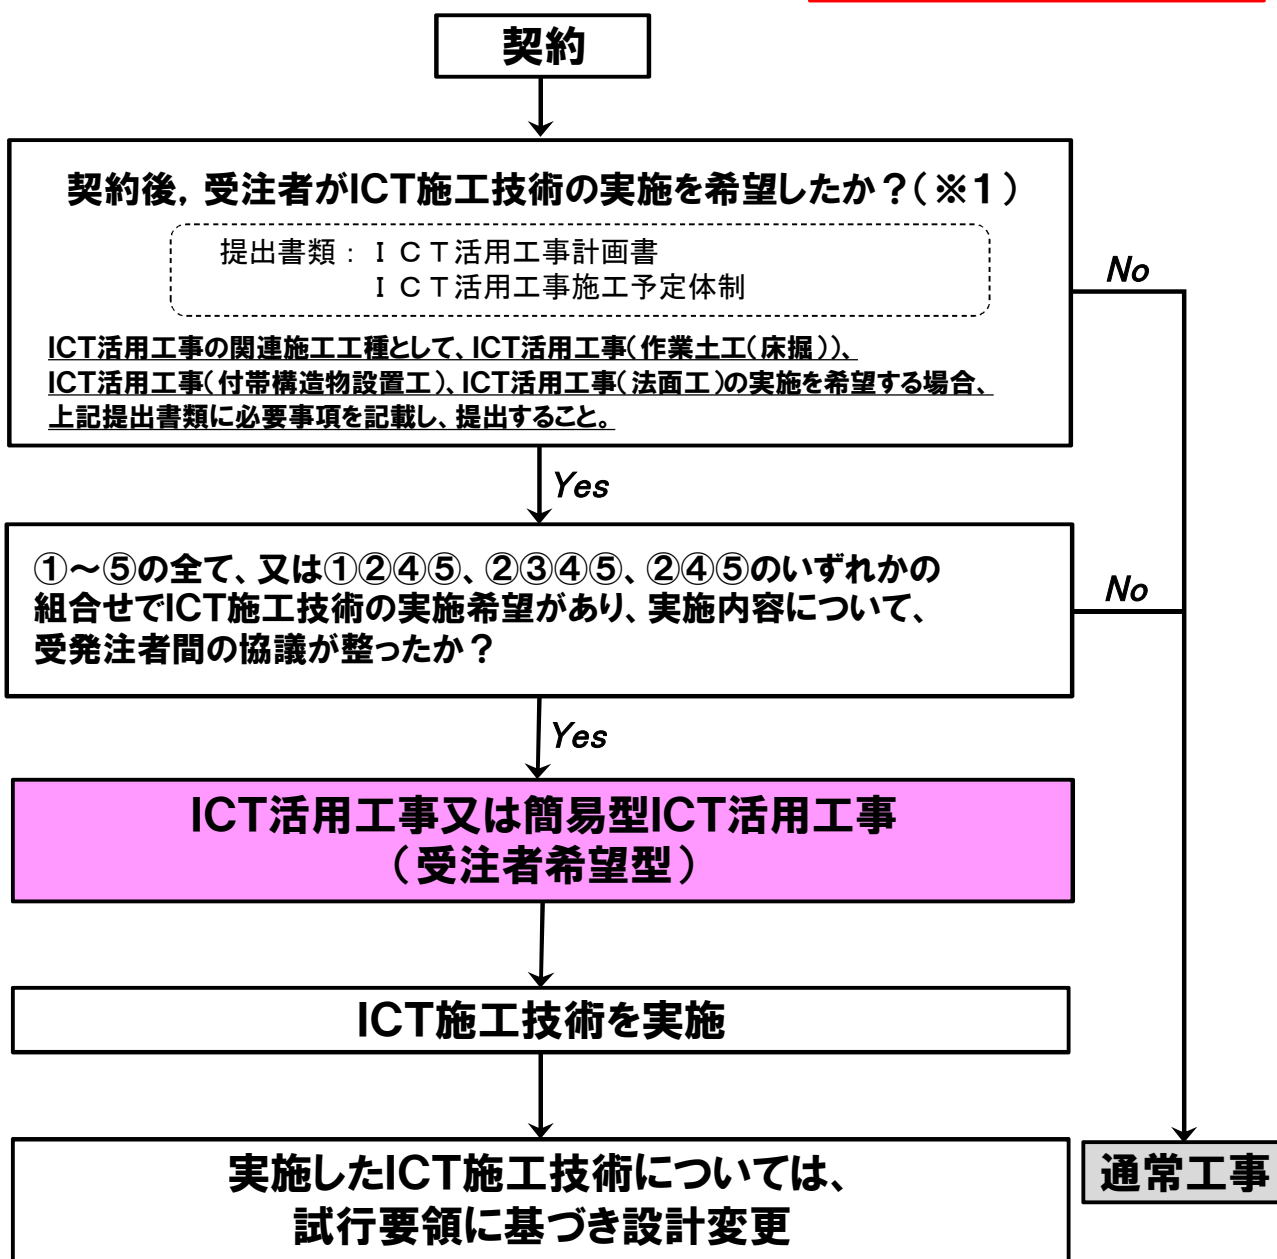 契約
契約後，受注者がICT施工技術の実施を希望したか？（※１）
提出書類：ＩＣＴ活用工事計画書
ＩＣＴ活用工事施工予定体制
No
ICT活用工事の関連施工工種として、ICT活用工事（作業土工（床掘））、
ICT活用工事（付帯構造物設置工）、ICT活用工事（法面工）の実施を希望する場合、
上記提出書類に必要事項を記載し、提出すること。
Yes
①～⑤の全て、又は①②④⑤、②③④⑤、②④⑤のいずれかの
組合せでICT施工技術の実施希望があり、実施内容について、
受発注者間の協議が整ったか？
No
Yes
ICT活用工事又は簡易型ICT活用工事
（受注者希望型）
ICT施工技術を実施
実施したICT施工技術については、
試行要領に基づき設計変更
通常工事